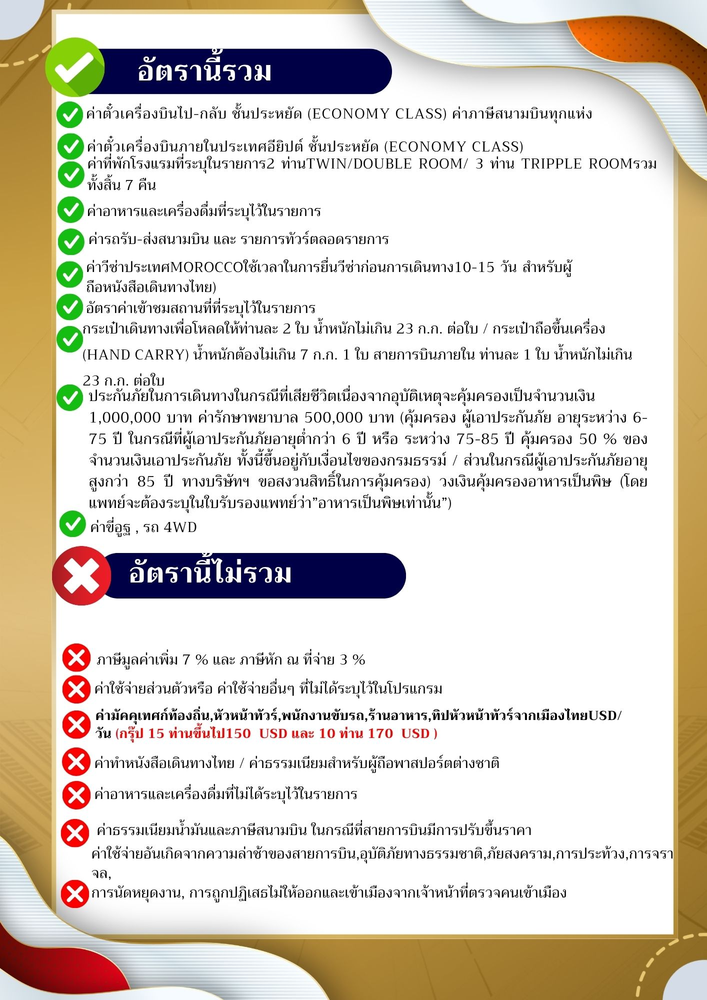 อัตรานี้รวม
ค่าตั๋วเครื่องบินไป-กลับ ชั้นประหยัด (ECONOMY CLASS) ค่าภาษีสนามบินทุกแห่ง
ค่าตั๋วเครื่องบินภายในประเทศอียิปต์ ชั้นประหยัด (ECONOMY CLASS)
ค่าที่พักโรงแรมที่ระบุในรายการ2 ท่านTWIN/DOUBLE ROOM/ 3 ท่าน TRIPPLE ROOMรวม
ทั้งสิ้น 7 คืน
ค่าอาหารและเครื่องดื่มที่ระบุไว้ในรายการ
ค่ารถรับ-ส่งสนามบิน และ รายการทัวร์ตลอดรายการ
ค่าวีซ่าประเทศMOROCCOใช้เวลาในการยื่นวีซ่าก่อนการเดินทาง10-15 วัน สำหรับผู้
ถือหนังสือเดินทางไทย)
อัตราค่าเข้าชมสถานที่ที่ระบุไว้ในรายการ
กระเป๋าเดินทางเพื่อโหลดให้ท่านละ 2 ใบ น้ำหนักไม่เกิน 23 ก.ก. ต่อใบ / กระเป๋าถือขึ้นเครื่อง
(HAND CARRY) น้ำหนักต้องไม่เกิน 7 ก.ก. 1 ใบ สายการบินภายใน ท่านละ 1 ใบ น้ำหนักไม่เกิน
23 ก.ก. ต่อใบ
ประกันภัยในการเดินทางในกรณีที่เสียชีวิตเนื่องจากอุบัติเหตุจะคุ้มครองเป็นจำนวนเงิน
1,000,000 บาท ค่ารักษาพยาบาล 500,000 บาท (คุ้มครอง ผู้เอาประกันภัย อายุระหว่าง 6-
75 ปี ในกรณีที่ผู้เอาประกันภัยอายุต่ำกว่า 6 ปี หรือ ระหว่าง 75-85 ปี คุ้มครอง 50 % ของ
จำนวนเงินเอาประกันภัย ทั้งนี้ขึ้นอยู่กับเงื่อนไขของกรมธรรม์ / ส่วนในกรณีผู้เอาประกันภัยอายุ
สูงกว่า 85 ปี ทางบริษัทฯ ขอสงวนสิทธิ์ในการคุ้มครอง) วงเงินคุ้มครองอาหารเป็นพิษ (โดย
แพทย์จะต้องระบุในใบรับรองแพทย์ว่า”อาหารเป็นพิษเท่านั้น”)
ค่าขี่อูฐ , รถ 4WD
อัตรานี้ไม่รวม
ภาษีมูลค่าเพิ่ม 7 % และ ภาษีหัก ณ ที่จ่าย 3 %
ค่าใช้จ่ายส่วนตัวหรือ ค่าใช้จ่ายอื่นๆ ที่ไม่ได้ระบุไว้ในโปรแกรม
ค่ามัคคุเทศก์ท้องถิ่น,หัวหน้าทัวร์,พนักงานขับรถ,ร้านอาหาร,ทิปหัวหน้าทัวร์จากเมืองไทยUSD/
วัน (กรุ๊ป 15 ท่านขึ้นไป150 USD และ 10 ท่าน 170 USD )
ค่าทำหนังสือเดินทางไทย / ค่าธรรมเนียมสำหรับผู้ถือพาสปอร์ตต่างชาติ
ค่าอาหารและเครื่องดื่มที่ไม่ได้ระบุไว้ในรายการ
ค่าธรรมเนียมน้ำมันและภาษีสนามบิน ในกรณีที่สายการบินมีการปรับขึ้นราคา
ค่าใช้จ่ายอันเกิดจากความล่าช้าของสายการบิน,อุบัติภัยทางธรรมชาติ,ภัยสงคราม,การประท้วง,การจรา
จล,
การนัดหยุดงาน, การถูกปฏิเสธไม่ให้ออกและเข้าเมืองจากเจ้าหน้าที่ตรวจคนเข้าเมือง